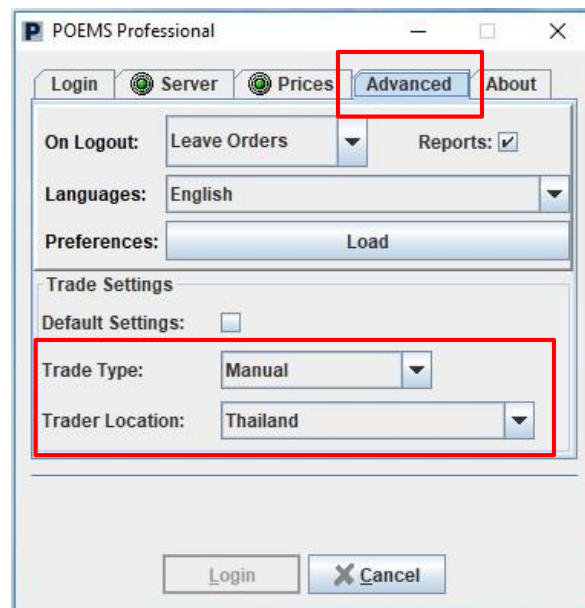 POEMS Professional
Login Server Prices Advanced About
On Logout: Leave Orders Reports:
Languages: English
Preferences: Load
Trade Settings
Default Settings:
Trade Type: Manual
Trader Location: Thailand
Login Cancel